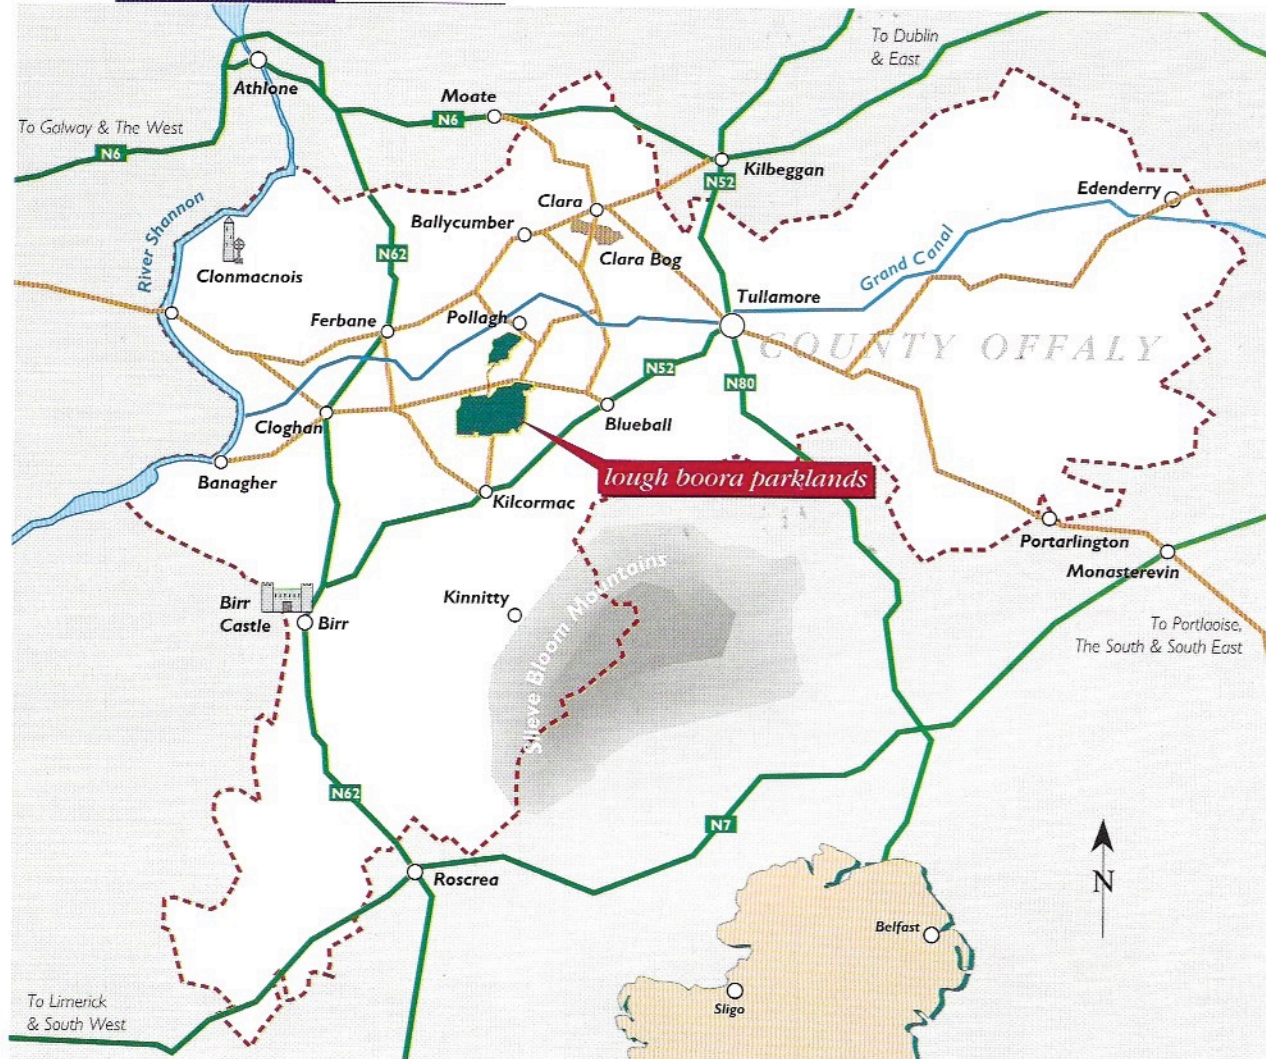 To Dublin
& East
Athlone
Moate
N6
To Galway & The West
N6
Kilbeggan
N52
Edenderry
Clara
Ballycumber
River Shannon
Clonmacnois
N62
Clara Bog
Grand Canal
Tullamore
Ferbane
Pollagh
COUNTY OFFALY
N52
N80
Cloghan
Blueball
Banagher
lough boora parklands
Kilcormac
Portarlington
Monasterevin
Slieve Bloom Mountains
Kinnitty
Birr
Castle
Birr
To Portlaoise,
The South & South East
N62
N7
Roscrea
N
Belfast
Sligo
To Limerick
& South West